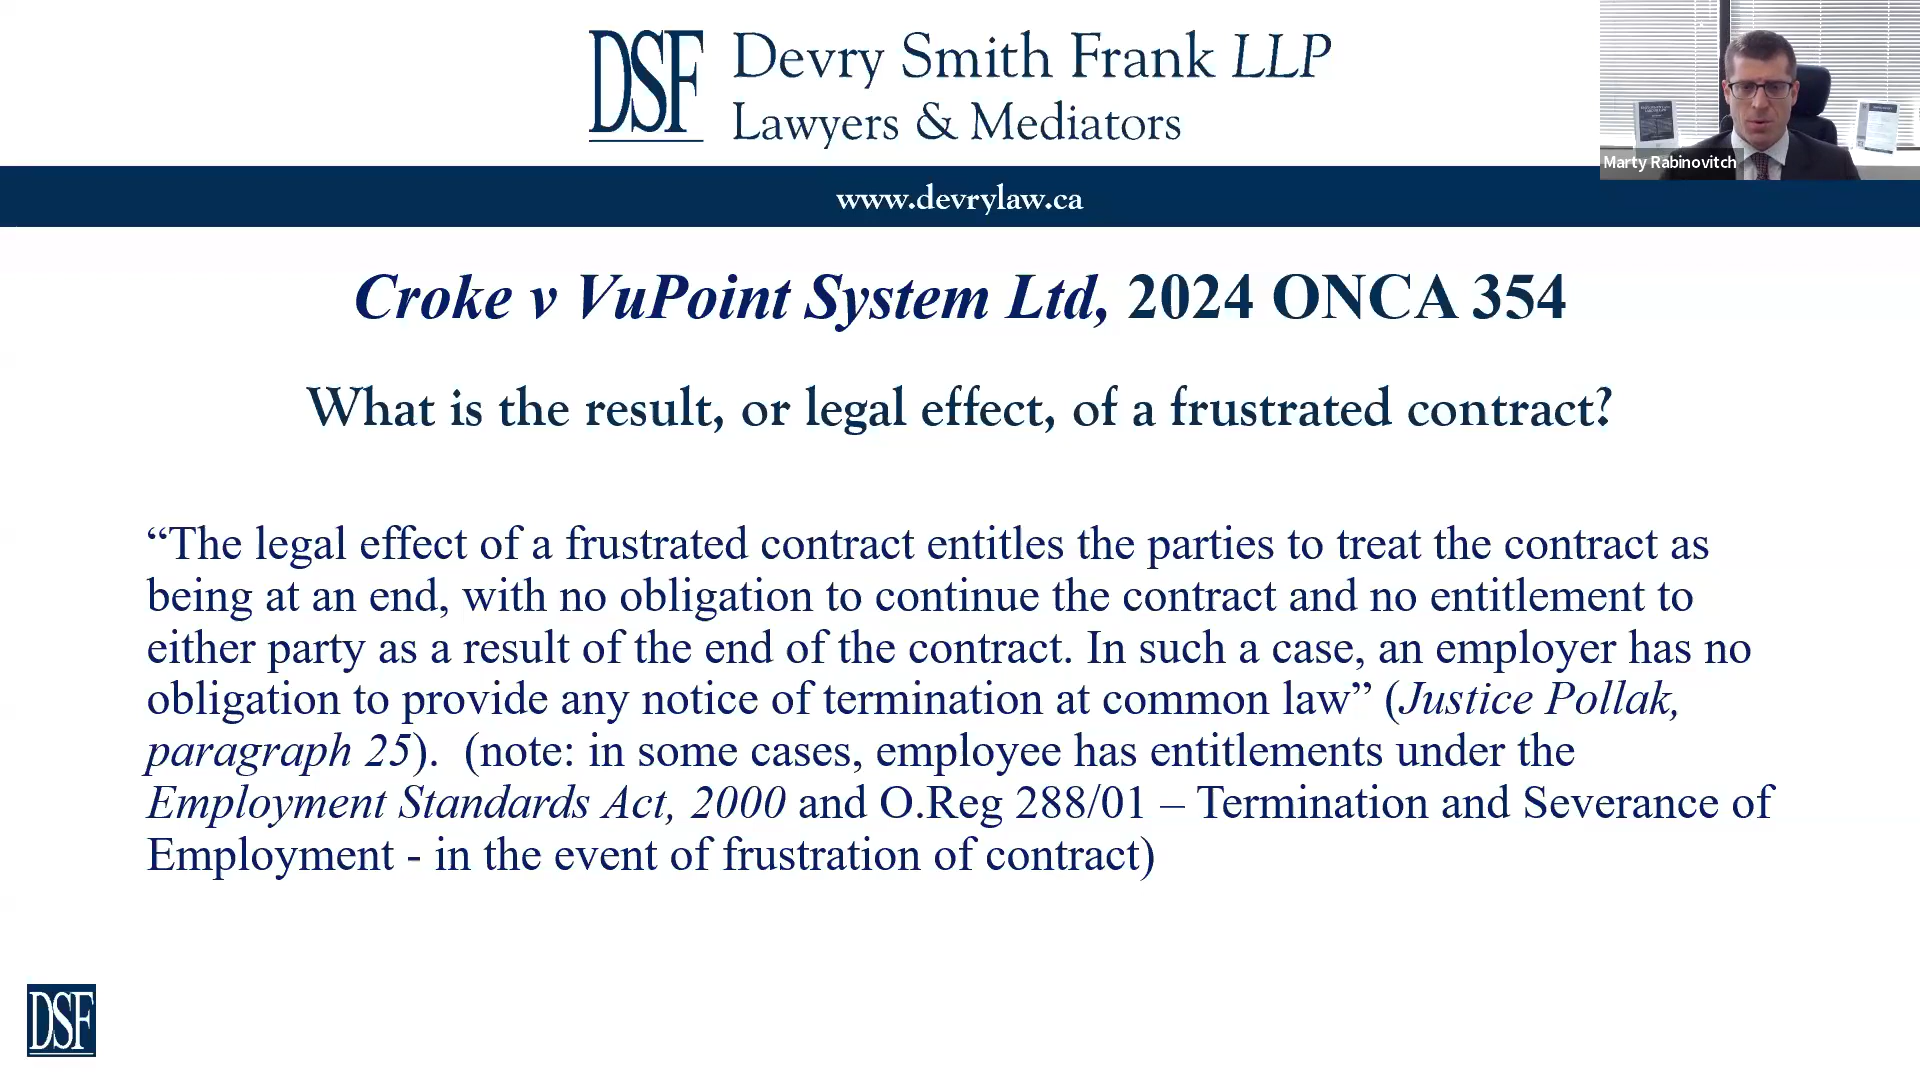 DSF
Devry Smith Frank LLP
Lawyers & Mediators
Marty Rabinovitch
www.devrylaw.ca
Croke v VuPoint System Ltd, 2024 ONCA 354
What is the result, or legal effect, of a frustrated contract?
“The legal effect of a frustrated contract entitles the parties to treat the contract as
being at an end, with no obligation to continue the contract and no entitlement to
either party as a result of the end of the contract. In such a case, an employer has no
obligation to provide any notice of termination at common law” (Justice Pollak,
paragraph 25).  (note: in some cases, employee has entitlements under the
Employment Standards Act, 2000 and O.Reg 288/01 – Termination and Severance of
Employment - in the event of frustration of contract)
DSF